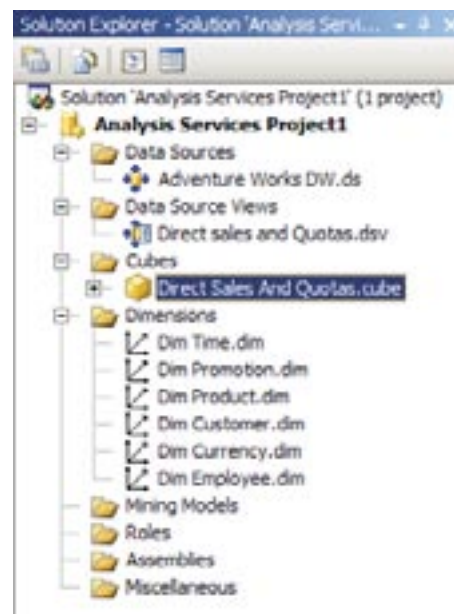 Solution Explorer - Solution 'Analysis Servi...
Solution 'Analysis Services Project1' (1 project)
Analysis Services Project1
Data Sources
Adventure Works DW.ds
Data Source Views
Direct sales and Quotas.dsv
Cubes
Direct Sales And Quotas.cube
Dimensions
Dim Time.dim
Dim Promotion.dim
Dim Product.dim
Dim Customer.dim
Dim Currency.dim
Dim Employee.dim
Mining Models
Roles
Assemblies
Miscellaneous